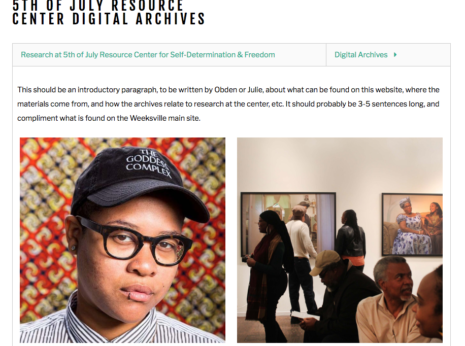 5TH OF JULY RESOURCE
CENTER DIGITAL ARCHIVES
Research at 5th of July Resource Center for Self-Determination & Freedom
Digital Archives
This should be an introductory paragraph, to be written by Obden or Julie, about what can be found on this website, where the
materials come from, and how the archives relate to research at the center, etc. It should probably be 3-5 sentences long, and
compliment what is found on the Weeksville main site.
THE
GODDESS
COMPLEX